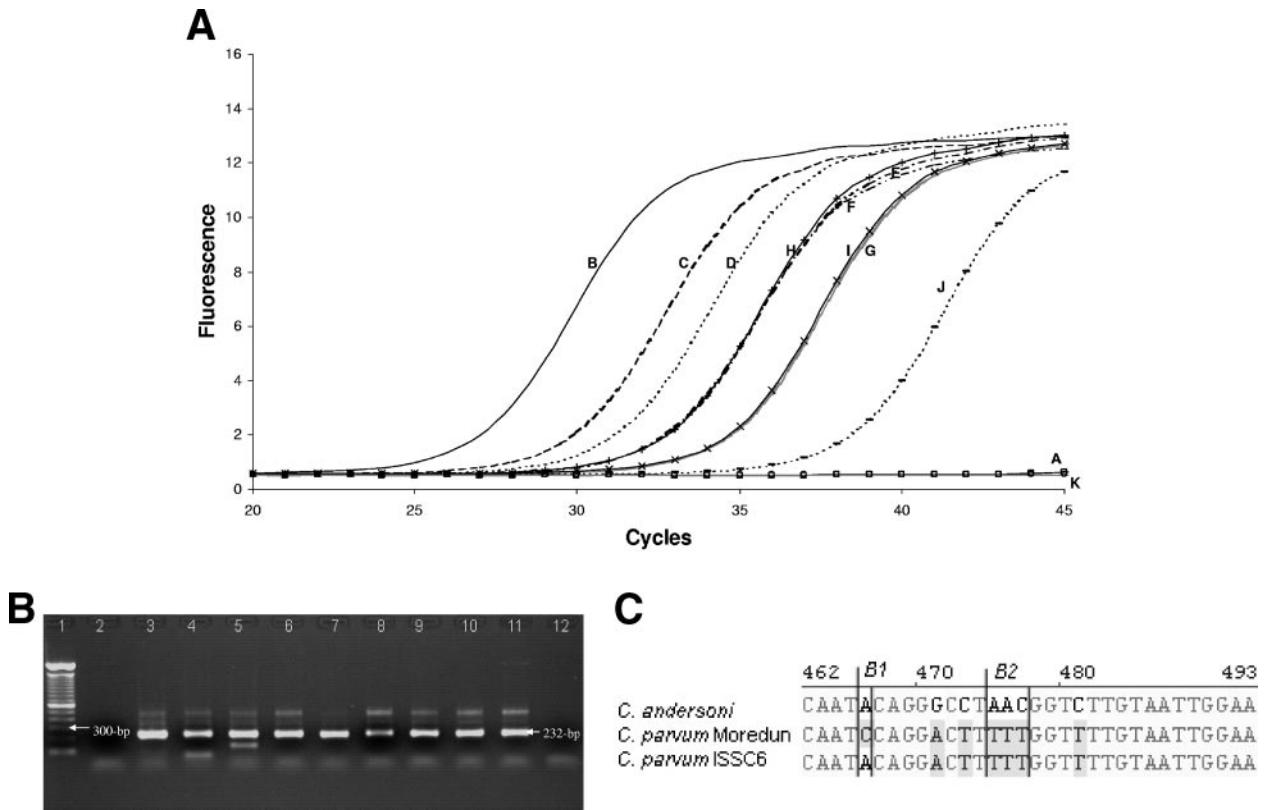 A
16
14
12
10
8
6
4
2
0
Fluorescence
B
C
D
H
F
E
I
G
J
A
K
20
25
30
35
40
45
Cycles
B
1 2 3 4 5 6 7 8 9 10 11 12
300-bp
232-bp
C
462 B1 470 B2 480 493
C. andersoni CAATACAGGGCCTAACGGTCTTGTAATTGGAA
C. parvum Moredun CAATCCAGGACTTTTTGGTTTTGTAATTGGAA
C. parvum ISSC6 CAATACAGGACTTTTTGGTTTTGTAATTGGAA